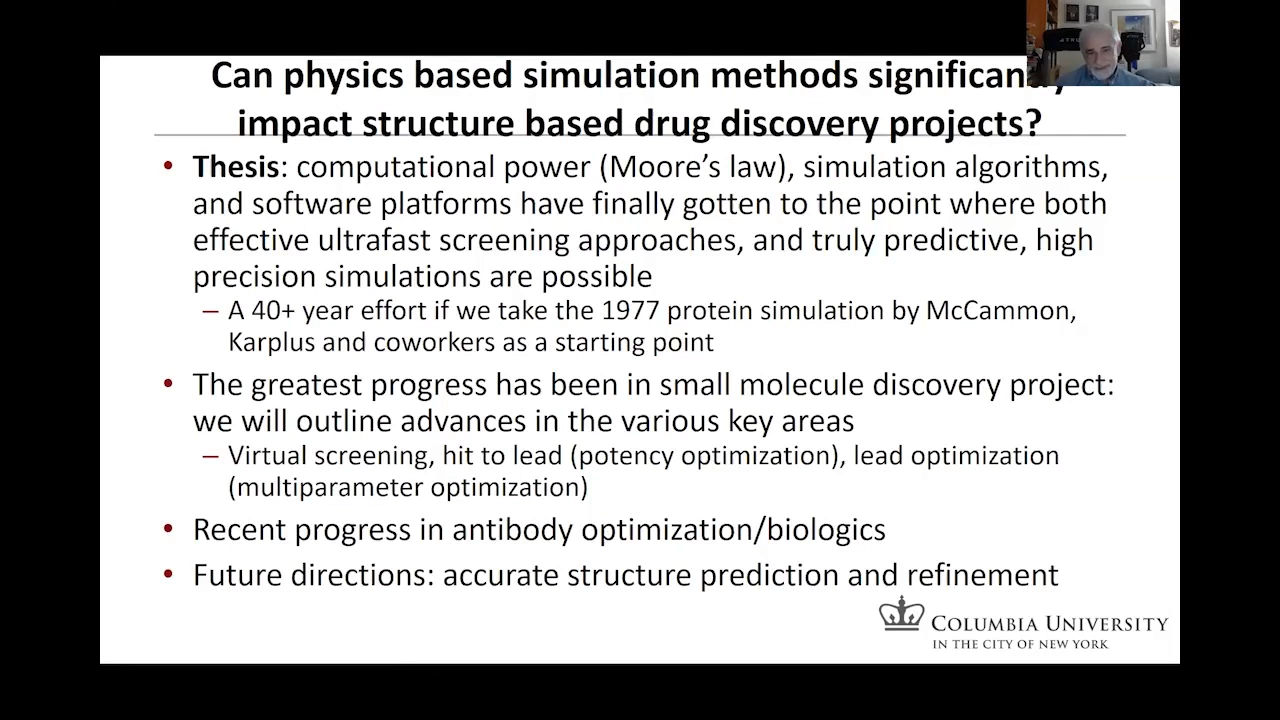 Can physics based simulation methods significantly
impact structure based drug discovery projects?
• Thesis: computational power (Moore's law), simulation algorithms,
and software platforms have finally gotten to the point where both
effective ultrafast screening approaches, and truly predictive, high
precision simulations are possible
– A 40+ year effort if we take the 1977 protein simulation by McCammon,
Karplus and coworkers as a starting point
• The greatest progress has been in small molecule discovery project:
we will outline advances in the various key areas
– Virtual screening, hit to lead (potency optimization), lead optimization
(multiparameter optimization)
• Recent progress in antibody optimization/biologics
• Future directions: accurate structure prediction and refinement
COLUMBIA UNIVERSITY
IN THE CITY OF NEW YORK